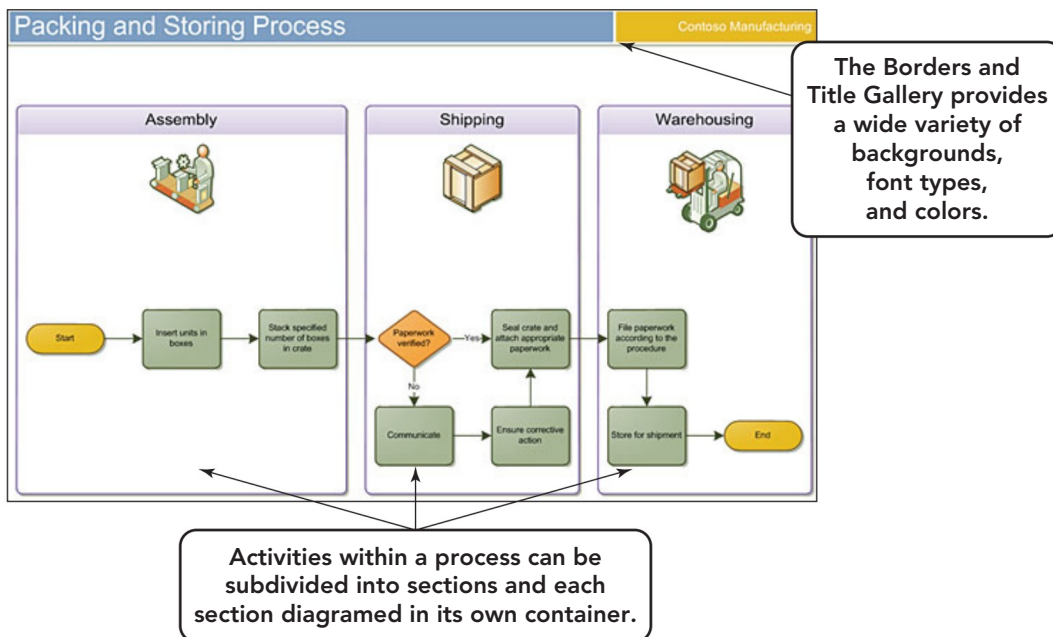 Packing and Storing Process
Contoso Manufacturing
The Borders and
Title Gallery provides
a wide variety of
backgrounds,
font types,
and colors.
Assembly
Shipping
Warehousing
Start
Insert units in
boxes
Stack specified
number of boxes
in crate
Paperwork
verified?
Yes
Seal crate and
attach appropriate
paperwork
File paperwork
according to the
procedure
No
Communicate
Ensure corrective
action
Store for shipment
End
Activities within a process can be
subdivided into sections and each
section diagramed in its own container.